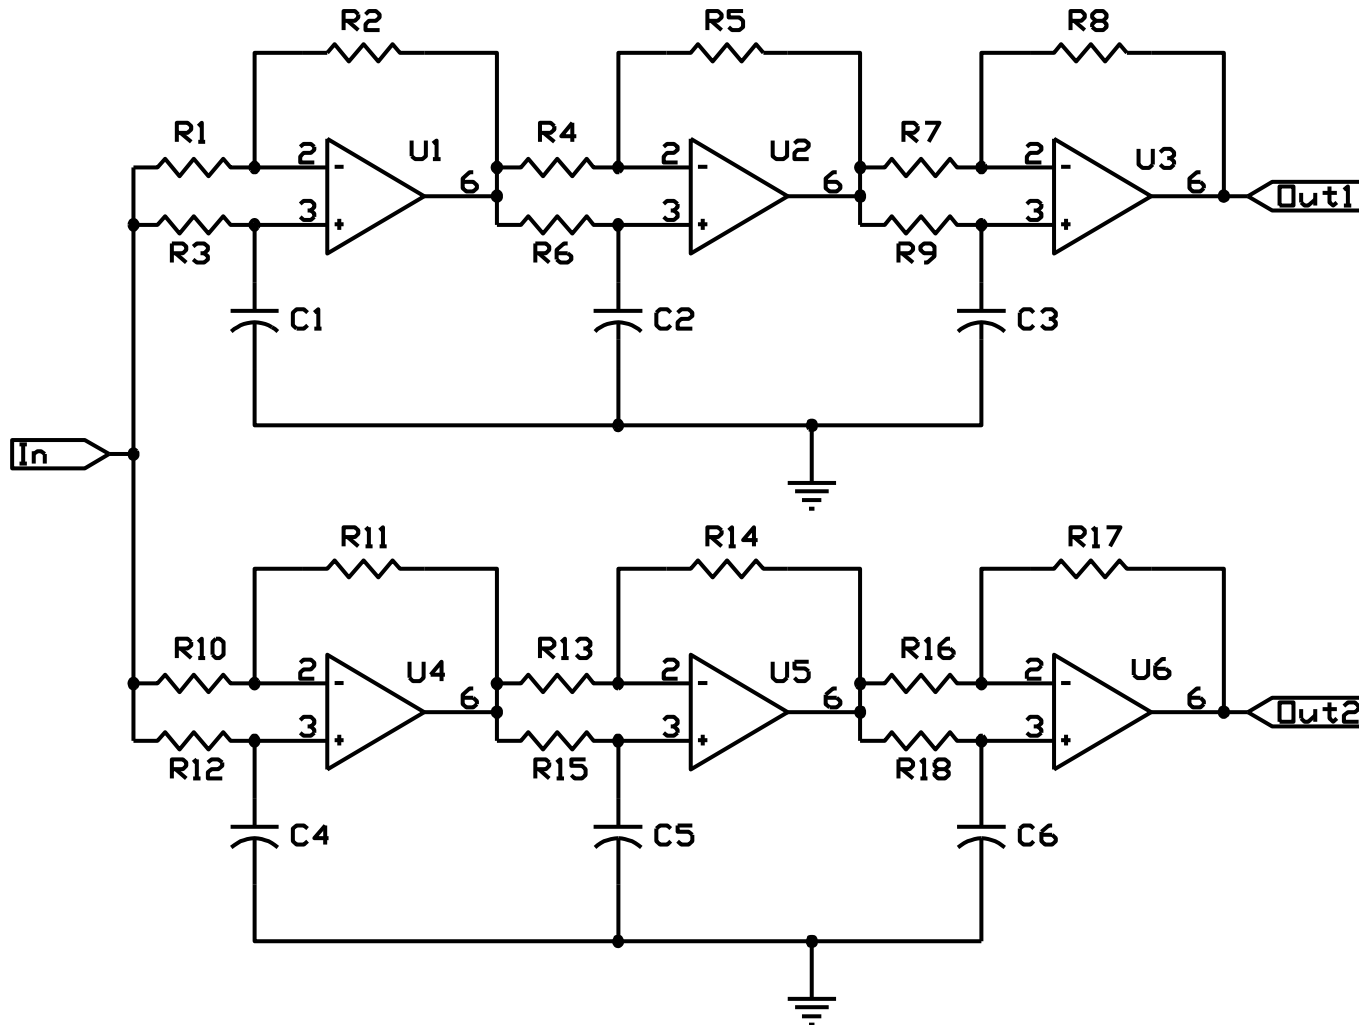 R2 R5 R8
R1 U1 R4 U2 R7 U3
2 6 2 6 2 6 Out1
3 3 3
R3 R6 R9
C1 C2 C3
In
R11 R14 R17
R10 U4 R13 U5 R16 U6
2 6 2 6 2 6 Out2
3 3 3
R12 R15 R18
C4 C5 C6